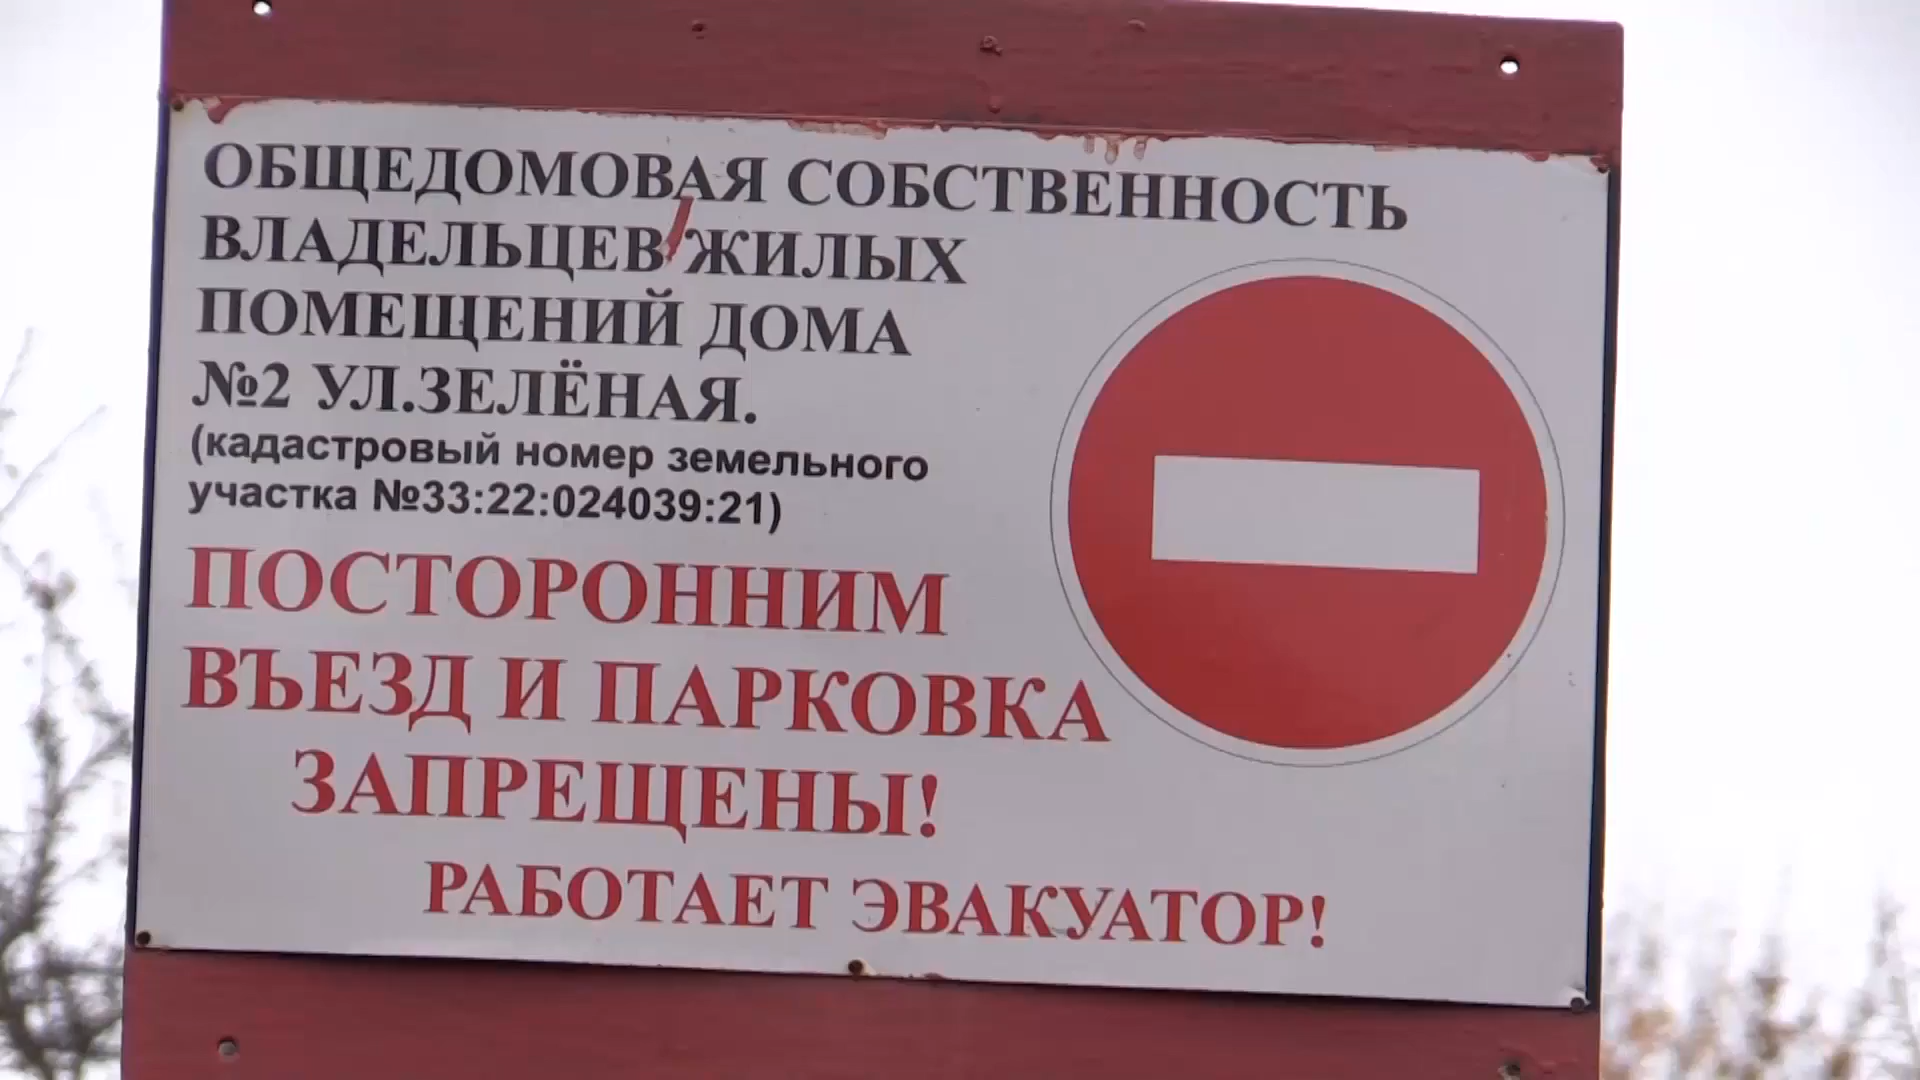 ОБЩЕДОМОВАЯ СОБСТВЕННОСТЬ
ВЛАДЕЛЬЦЕВ ЖИЛЫХ
ПОМЕЩЕНИЙ ДОМА
№2 УЛ.ЗЕЛЁНАЯ.
(кадастровый номер земельного
участка №33:22:024039:21)
ПОСТОРОННИМ
ВЪЕЗД И ПАРКОВКА
ЗАПРЕЩЕНЫ!
РАБОТАЕТ ЭВАКУАТОР!